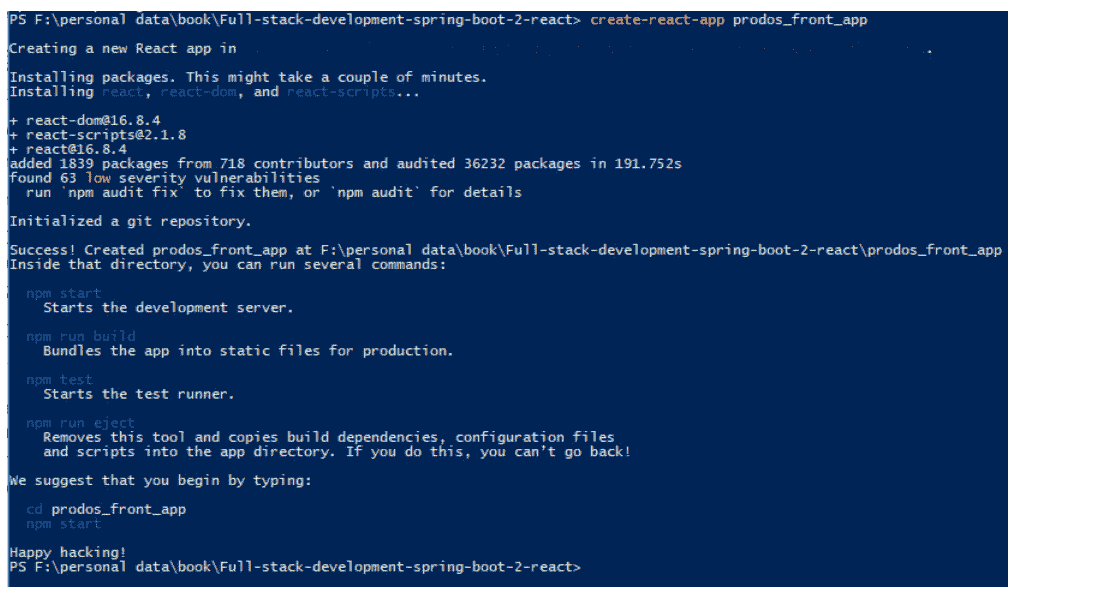 PS F:\personal data\book\Full-stack-development-spring-boot-2-react> create-react-app prodos_front_app
Creating a new React app in
Installing packages. This might take a couple of minutes.
Installing react, react-dom, and react-scripts...
+ react-dom@16.8.4
+ react-scripts@2.1.8
+ react@16.8.4
added 1839 packages from 718 contributors and audited 36232 packages in 191.752s
found 63 low severity vulnerabilities
  run `npm audit fix` to fix them, or `npm audit` for details
Initialized a git repository.
Success! Created prodos_front_app at F:\personal data\book\Full-stack-development-spring-boot-2-react\prodos_front_app
Inside that directory, you can run several commands:
  npm start
    Starts the development server.
  npm run build
    Bundles the app into static files for production.
  npm test
    Starts the test runner.
  npm run eject
    Removes this tool and copies build dependencies, configuration files
    and scripts into the app directory. If you do this, you can't go back!
We suggest that you begin by typing:
  cd prodos_front_app
  npm start
Happy hacking!
PS F:\personal data\book\Full-stack-development-spring-boot-2-react>